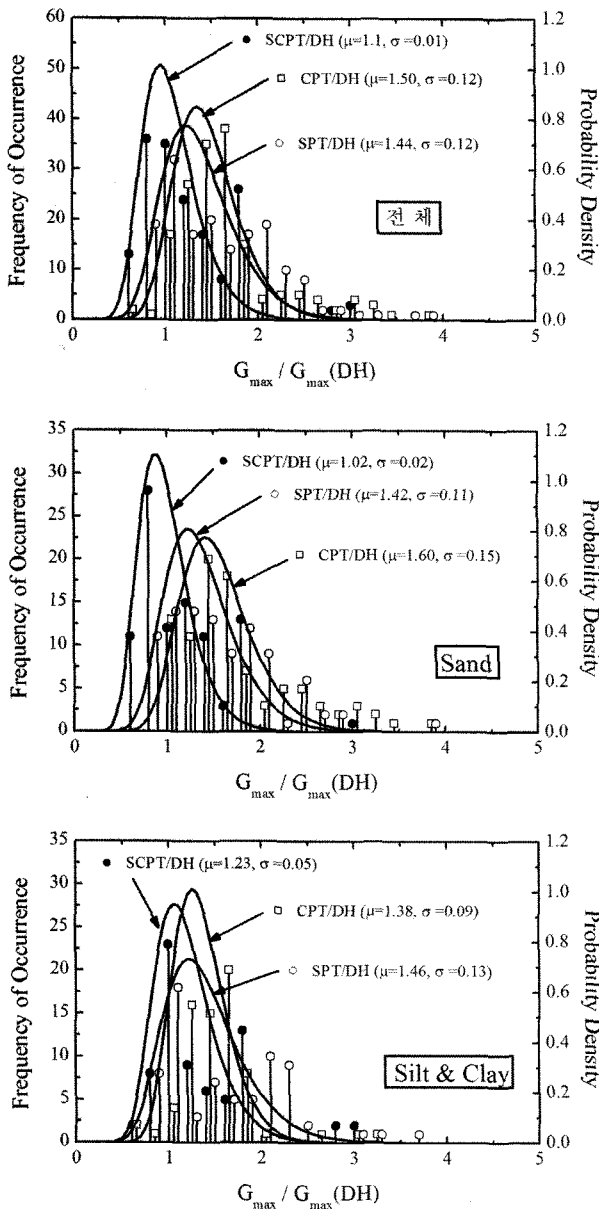 60
50
40
30
20
10
0
Frequency of Occurrence
1.2
1.0
0.8
0.6
0.4
0.2
0.0
Probability Density
SCPT/DH (μ=1.1, σ=0.01)
CPT/DH (μ=1.50, σ=0.12)
SPT/DH (μ=1.44, σ=0.12)
전 체
0 1 2 3 4 5
Gmax / Gmax(DH)
35
30
25
20
15
10
5
0
Frequency of Occurrence
1.2
1.0
0.8
0.6
0.4
0.2
0.0
Probability Density
SCPT/DH (μ=1.02, σ=0.02)
SPT/DH (μ=1.42, σ=0.11)
CPT/DH (μ=1.60, σ=0.15)
Sand
0 1 2 3 4 5
Gmax / Gmax(DH)
35
30
25
20
15
10
5
0
Frequency of Occurrence
1.2
1.0
0.8
0.6
0.4
0.2
0.0
Probability Density
SCPT/DH (μ=1.23, σ=0.05)
CPT/DH (μ=1.38, σ=0.09)
SPT/DH (μ=1.46, σ=0.13)
Silt & Clay
0 1 2 3 4 5
Gmax / Gmax(DH)